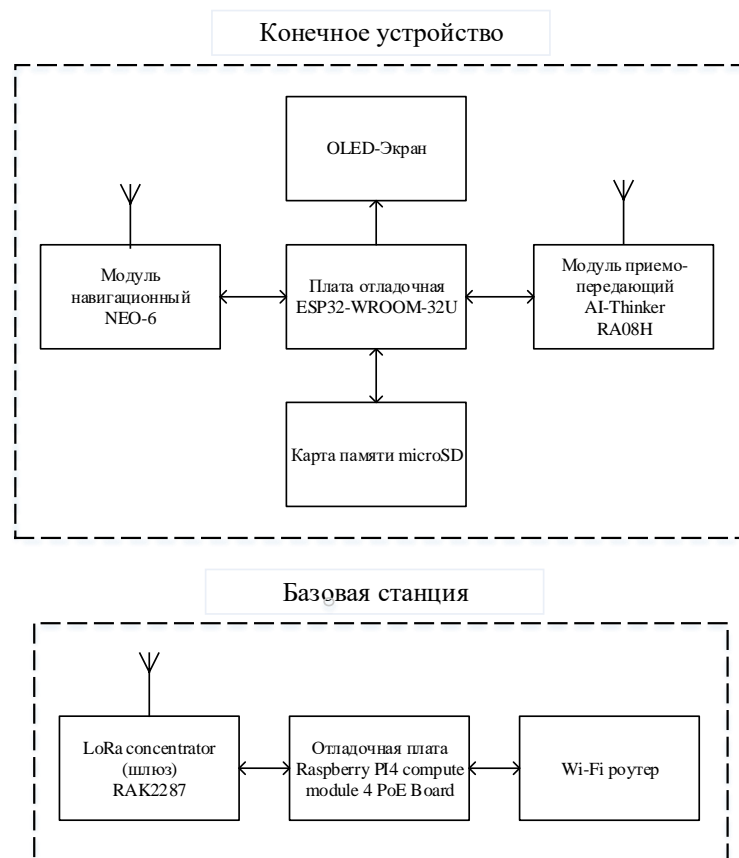 Конечное устройство
OLED-Экран
Модуль
навигационный
NEO-6
Плата отладочная
ESP32-WROOM-32U
Модуль приемо-
передающий
AI-Thinker
RA08H
Карта памяти microSD
Базовая станция
LoRa concentrator
(шлюз)
RAK2287
Отладочная плата
Raspberry PI4 compute
module 4 PoE Board
Wi-Fi роутер